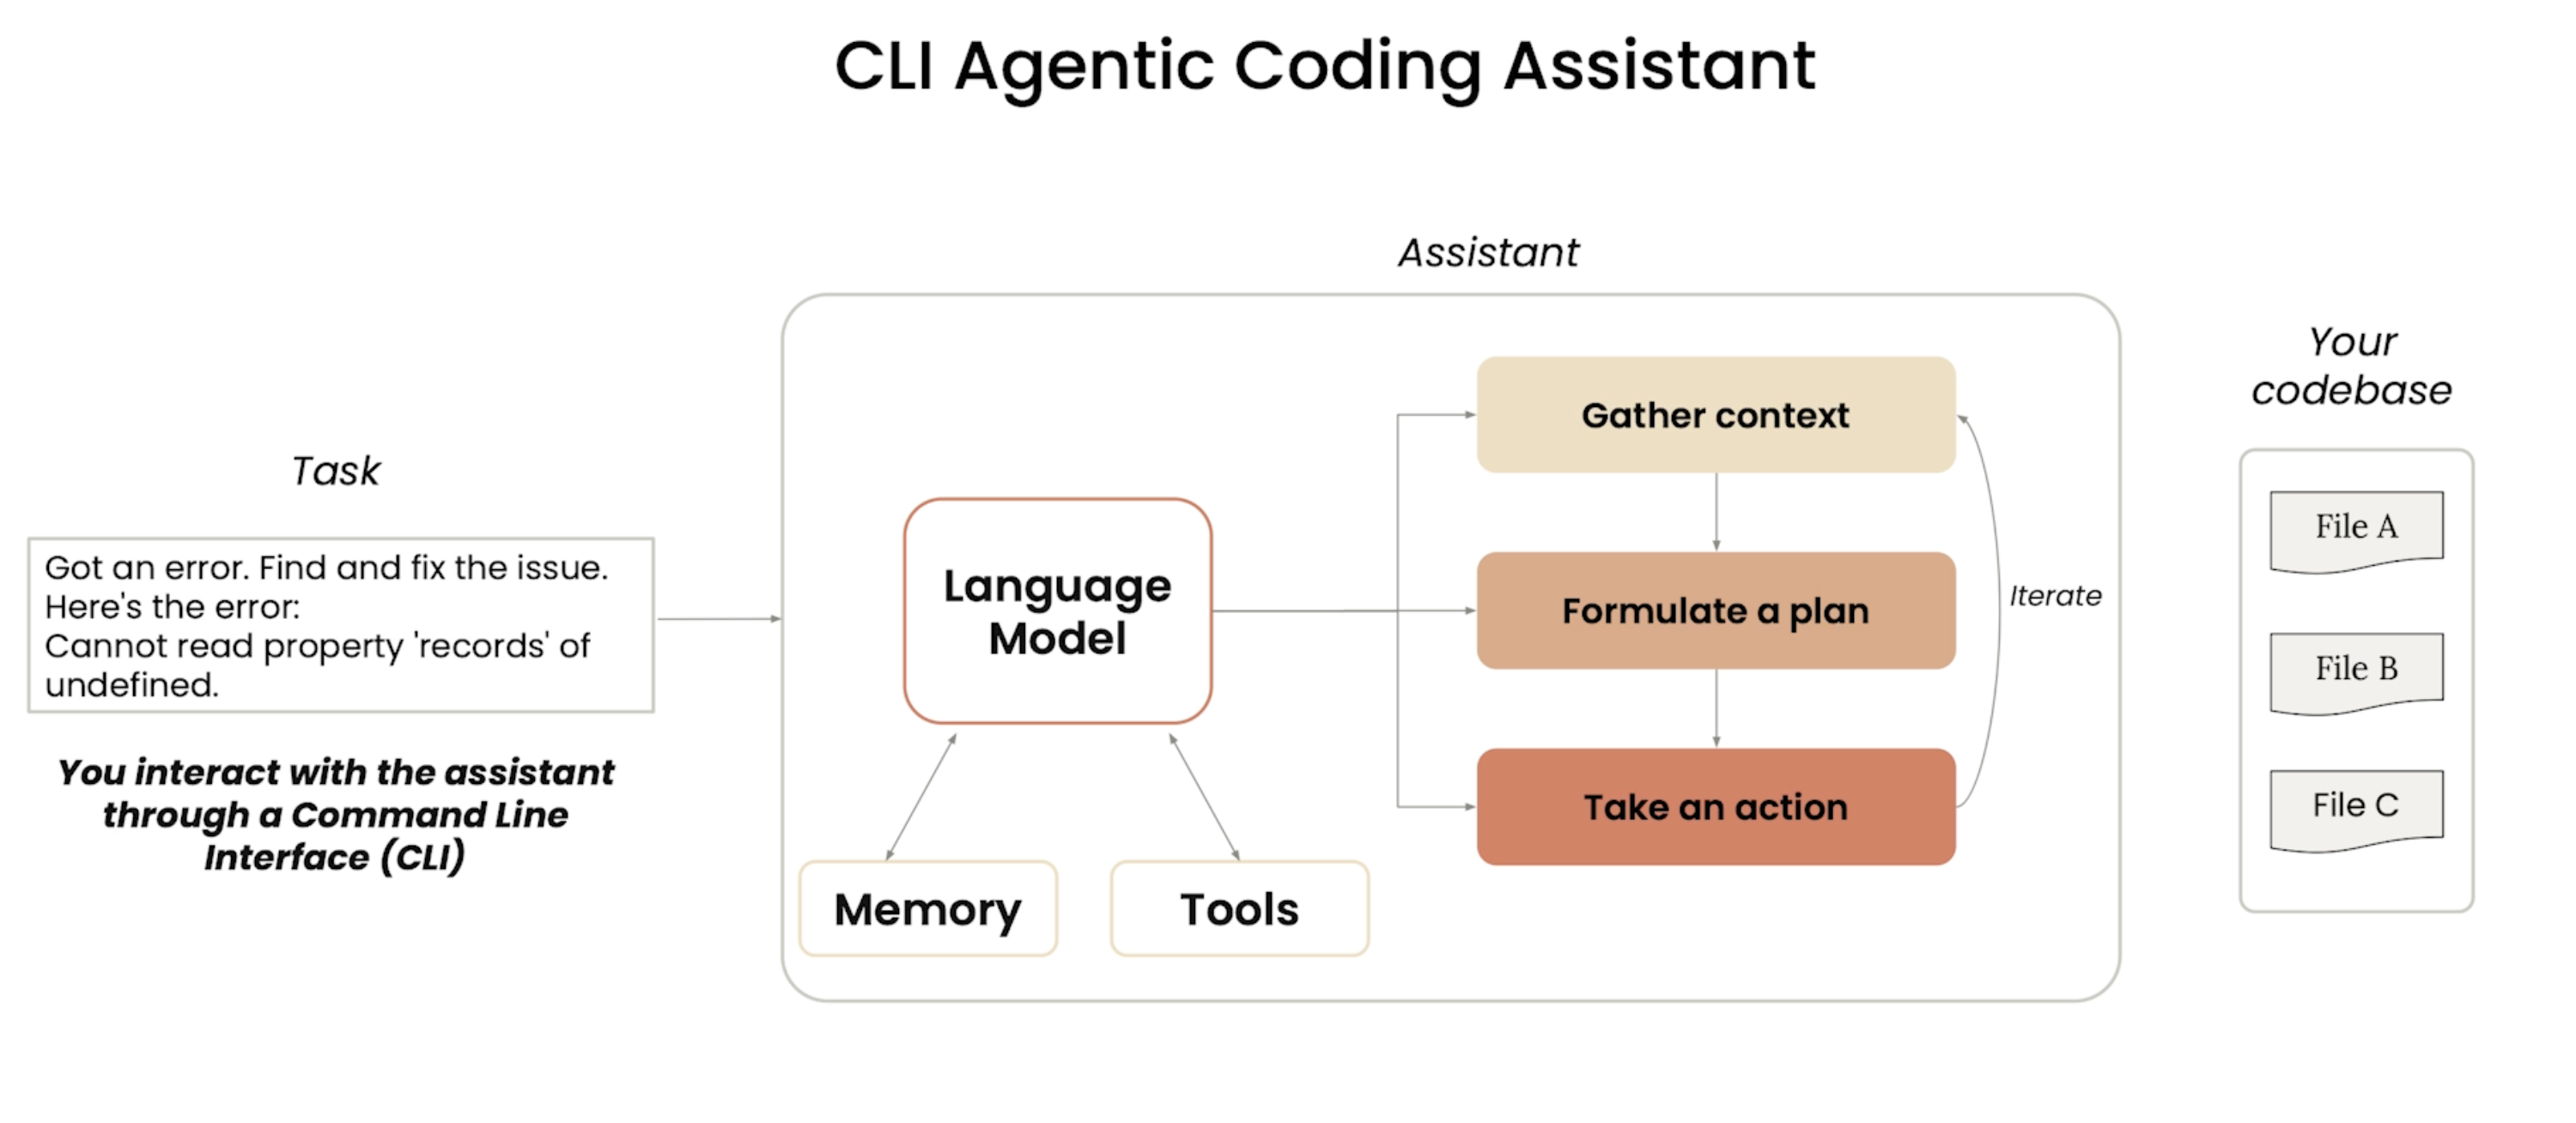 CLI Agentic Coding Assistant
Task
Got an error. Find and fix the issue.
Here's the error:
Cannot read property 'records' of
undefined.
You interact with the assistant
through a Command Line
Interface (CLI)
Assistant
Language
Model
Memory
Tools
Gather context
Formulate a plan
Take an action
Iterate
Your
codebase
File A
File B
File C